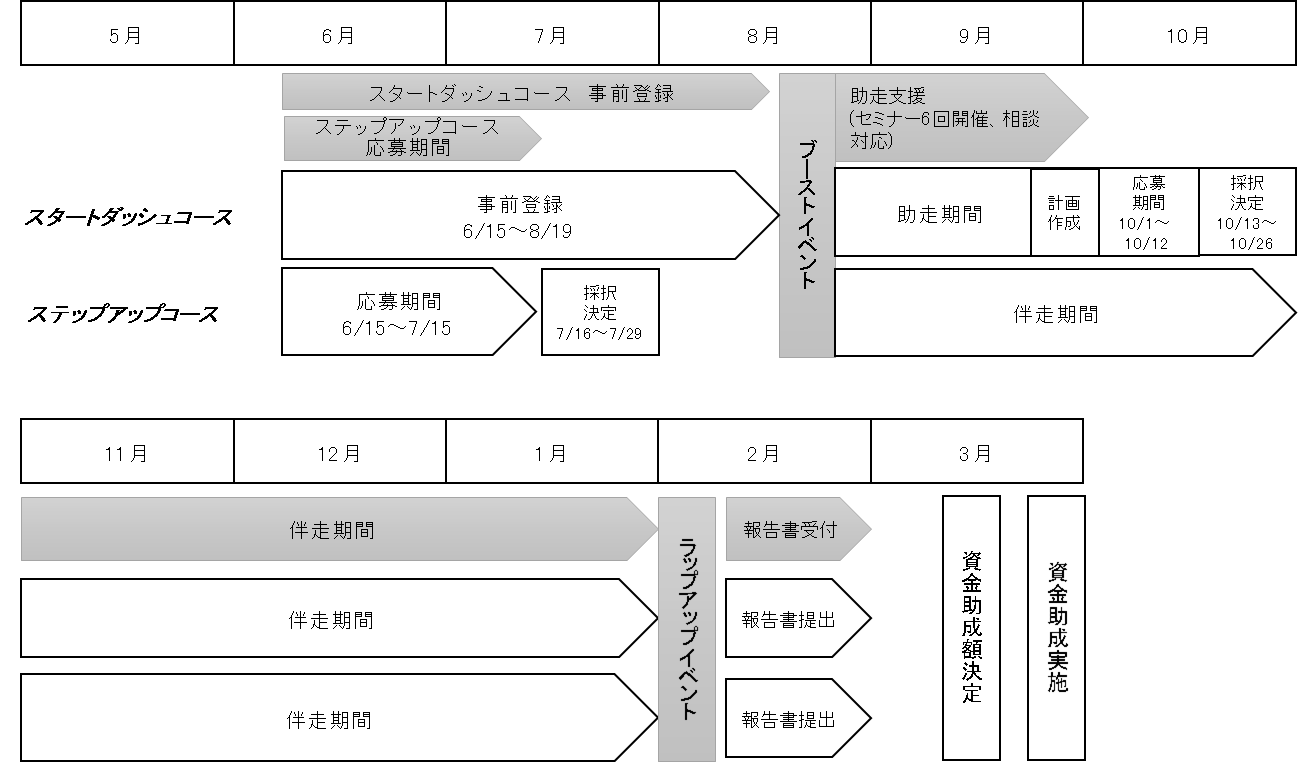 5月
6月
7月
8月
9月
10月
スタートダッシュコース 事前登録
ステップアップコース
応募期間
ブーストイベント
助走支援
(セミナー6回開催、相談
対応)
スタートダッシュコース
事前登録
6/15～8/19
助走期間
計画
作成
応募
期間
10/1～
10/12
採択
決定
10/13～
10/26
ステップアップコース
応募期間
6/15～7/15
採択
決定
7/16～7/29
伴走期間
11月
12月
1月
2月
3月
伴走期間
ラップアップイベント
報告書受付
資金助成額決定
資金助成実施
伴走期間
報告書提出
伴走期間
報告書提出